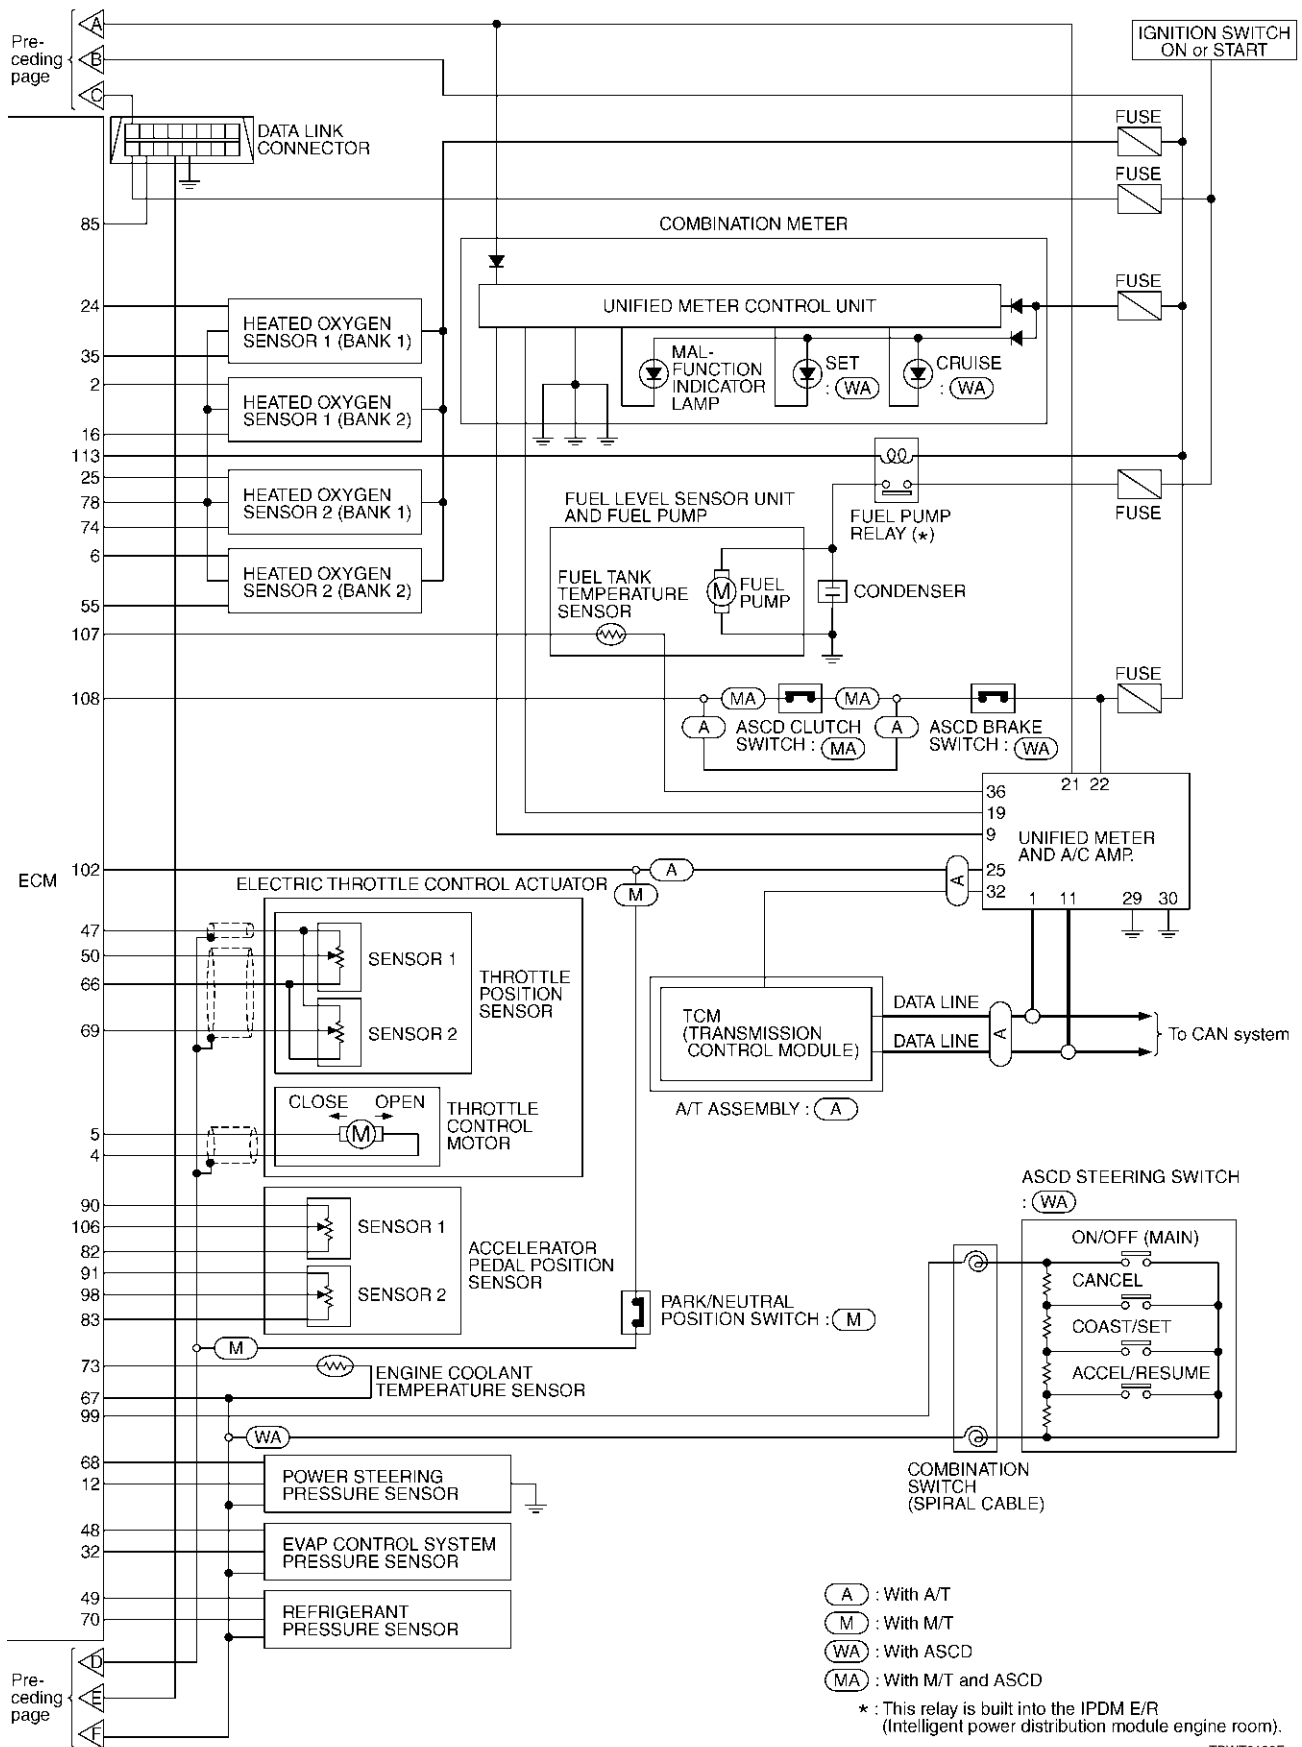 A
Pre-
ceding
page
B
C
IGNITION SWITCH
ON or START
DATA LINK
CONNECTOR
FUSE
FUSE
85
COMBINATION METER
FUSE
UNIFIED METER CONTROL UNIT
24
HEATED OXYGEN
SENSOR 1 (BANK 1)
35
MAL-
FUNCTION
INDICATOR
LAMP
SET
: WA
CRUISE
: WA
2
HEATED OXYGEN
SENSOR 1 (BANK 2)
16
113
25
78
HEATED OXYGEN
SENSOR 2 (BANK 1)
74
FUEL LEVEL SENSOR UNIT
AND FUEL PUMP
FUEL PUMP
RELAY (*)
FUSE
6
HEATED OXYGEN
SENSOR 2 (BANK 2)
55
FUEL TANK
TEMPERATURE
SENSOR
M
FUEL
PUMP
CONDENSER
107
108
MA
MA
FUSE
A
ASCD CLUTCH
SWITCH : MA
A
ASCD BRAKE
SWITCH : WA
36
21 22
19
9
UNIFIED METER
AND A/C AMP.
25
32
1 11 29 30
ECM
102
A
A
M
ELECTRIC THROTTLE CONTROL ACTUATOR
47
50
SENSOR 1
66
THROTTLE
POSITION
SENSOR
69
SENSOR 2
TCM
(TRANSMISSION
CONTROL MODULE)
DATA LINE
DATA LINE
A
To CAN system
A/T ASSEMBLY : A
CLOSE OPEN
M
THROTTLE
CONTROL
MOTOR
5
4
90
106
SENSOR 1
82
91
98
SENSOR 2
83
ACCELERATOR
PEDAL POSITION
SENSOR
PARK/NEUTRAL
POSITION SWITCH : M
ASCD STEERING SWITCH
: WA
ON/OFF (MAIN)
CANCEL
COAST/SET
ACCEL/RESUME
M
73
ENGINE COOLANT
TEMPERATURE SENSOR
67
99
WA
COMBINATION
SWITCH
(SPIRAL CABLE)
68
12
POWER STEERING
PRESSURE SENSOR
48
32
EVAP CONTROL SYSTEM
PRESSURE SENSOR
49
70
REFRIGERANT
PRESSURE SENSOR
D
Pre-
ceding
page
E
F
A : With A/T
M : With M/T
WA : With ASCD
MA : With M/T and ASCD
* : This relay is built into the IPDM E/R
(Intelligent power distribution module engine room).